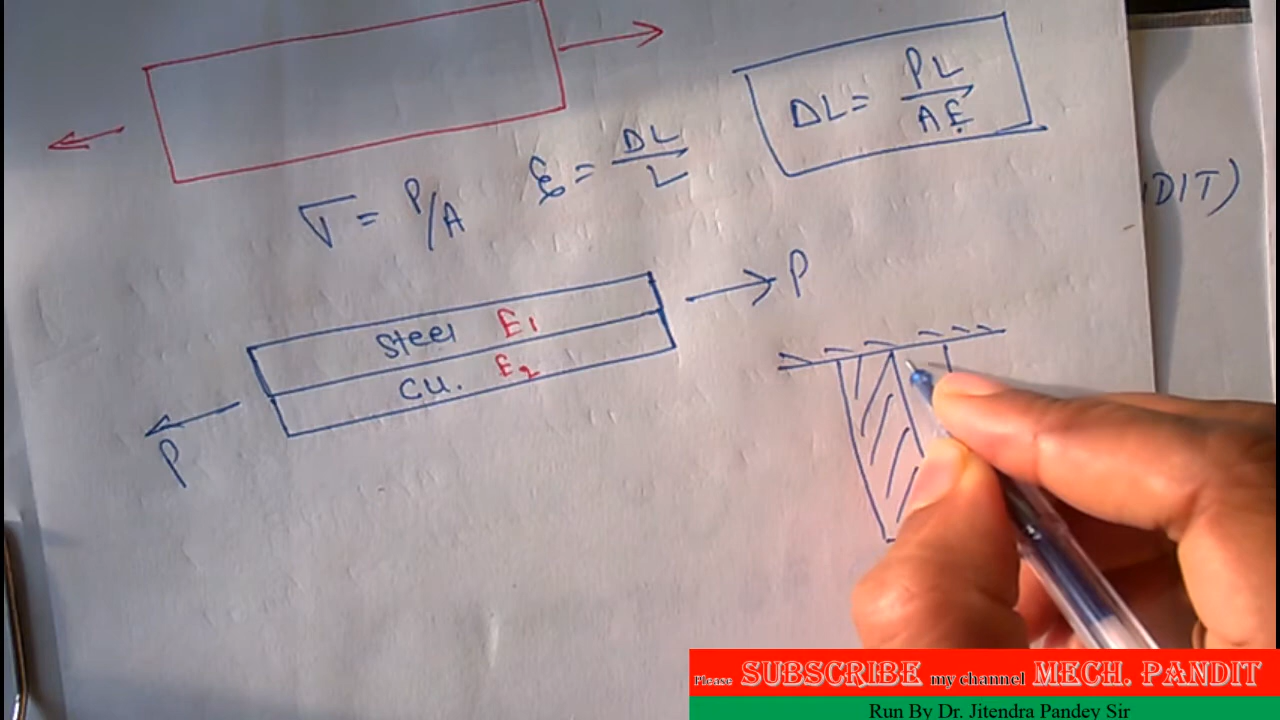 ΔL = PL/AE
ε = ΔL/L
σ = P/A
IDIT)
P
Steel E1
CU. E2
P
Please SUBSCRIBE my channel MECH. PANDIT
Run By Dr. Jitendra Pandey Sir